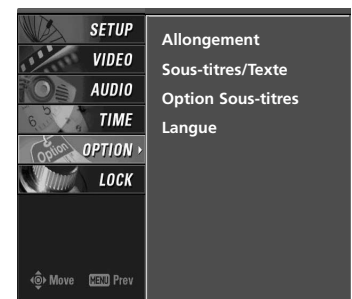 SETUP
VIDEO
AUDIO
TIME
OPTION
LOCK
Allongement
Sous-titres/Texte
Option Sous-titres
Langue
Move MENU Prev